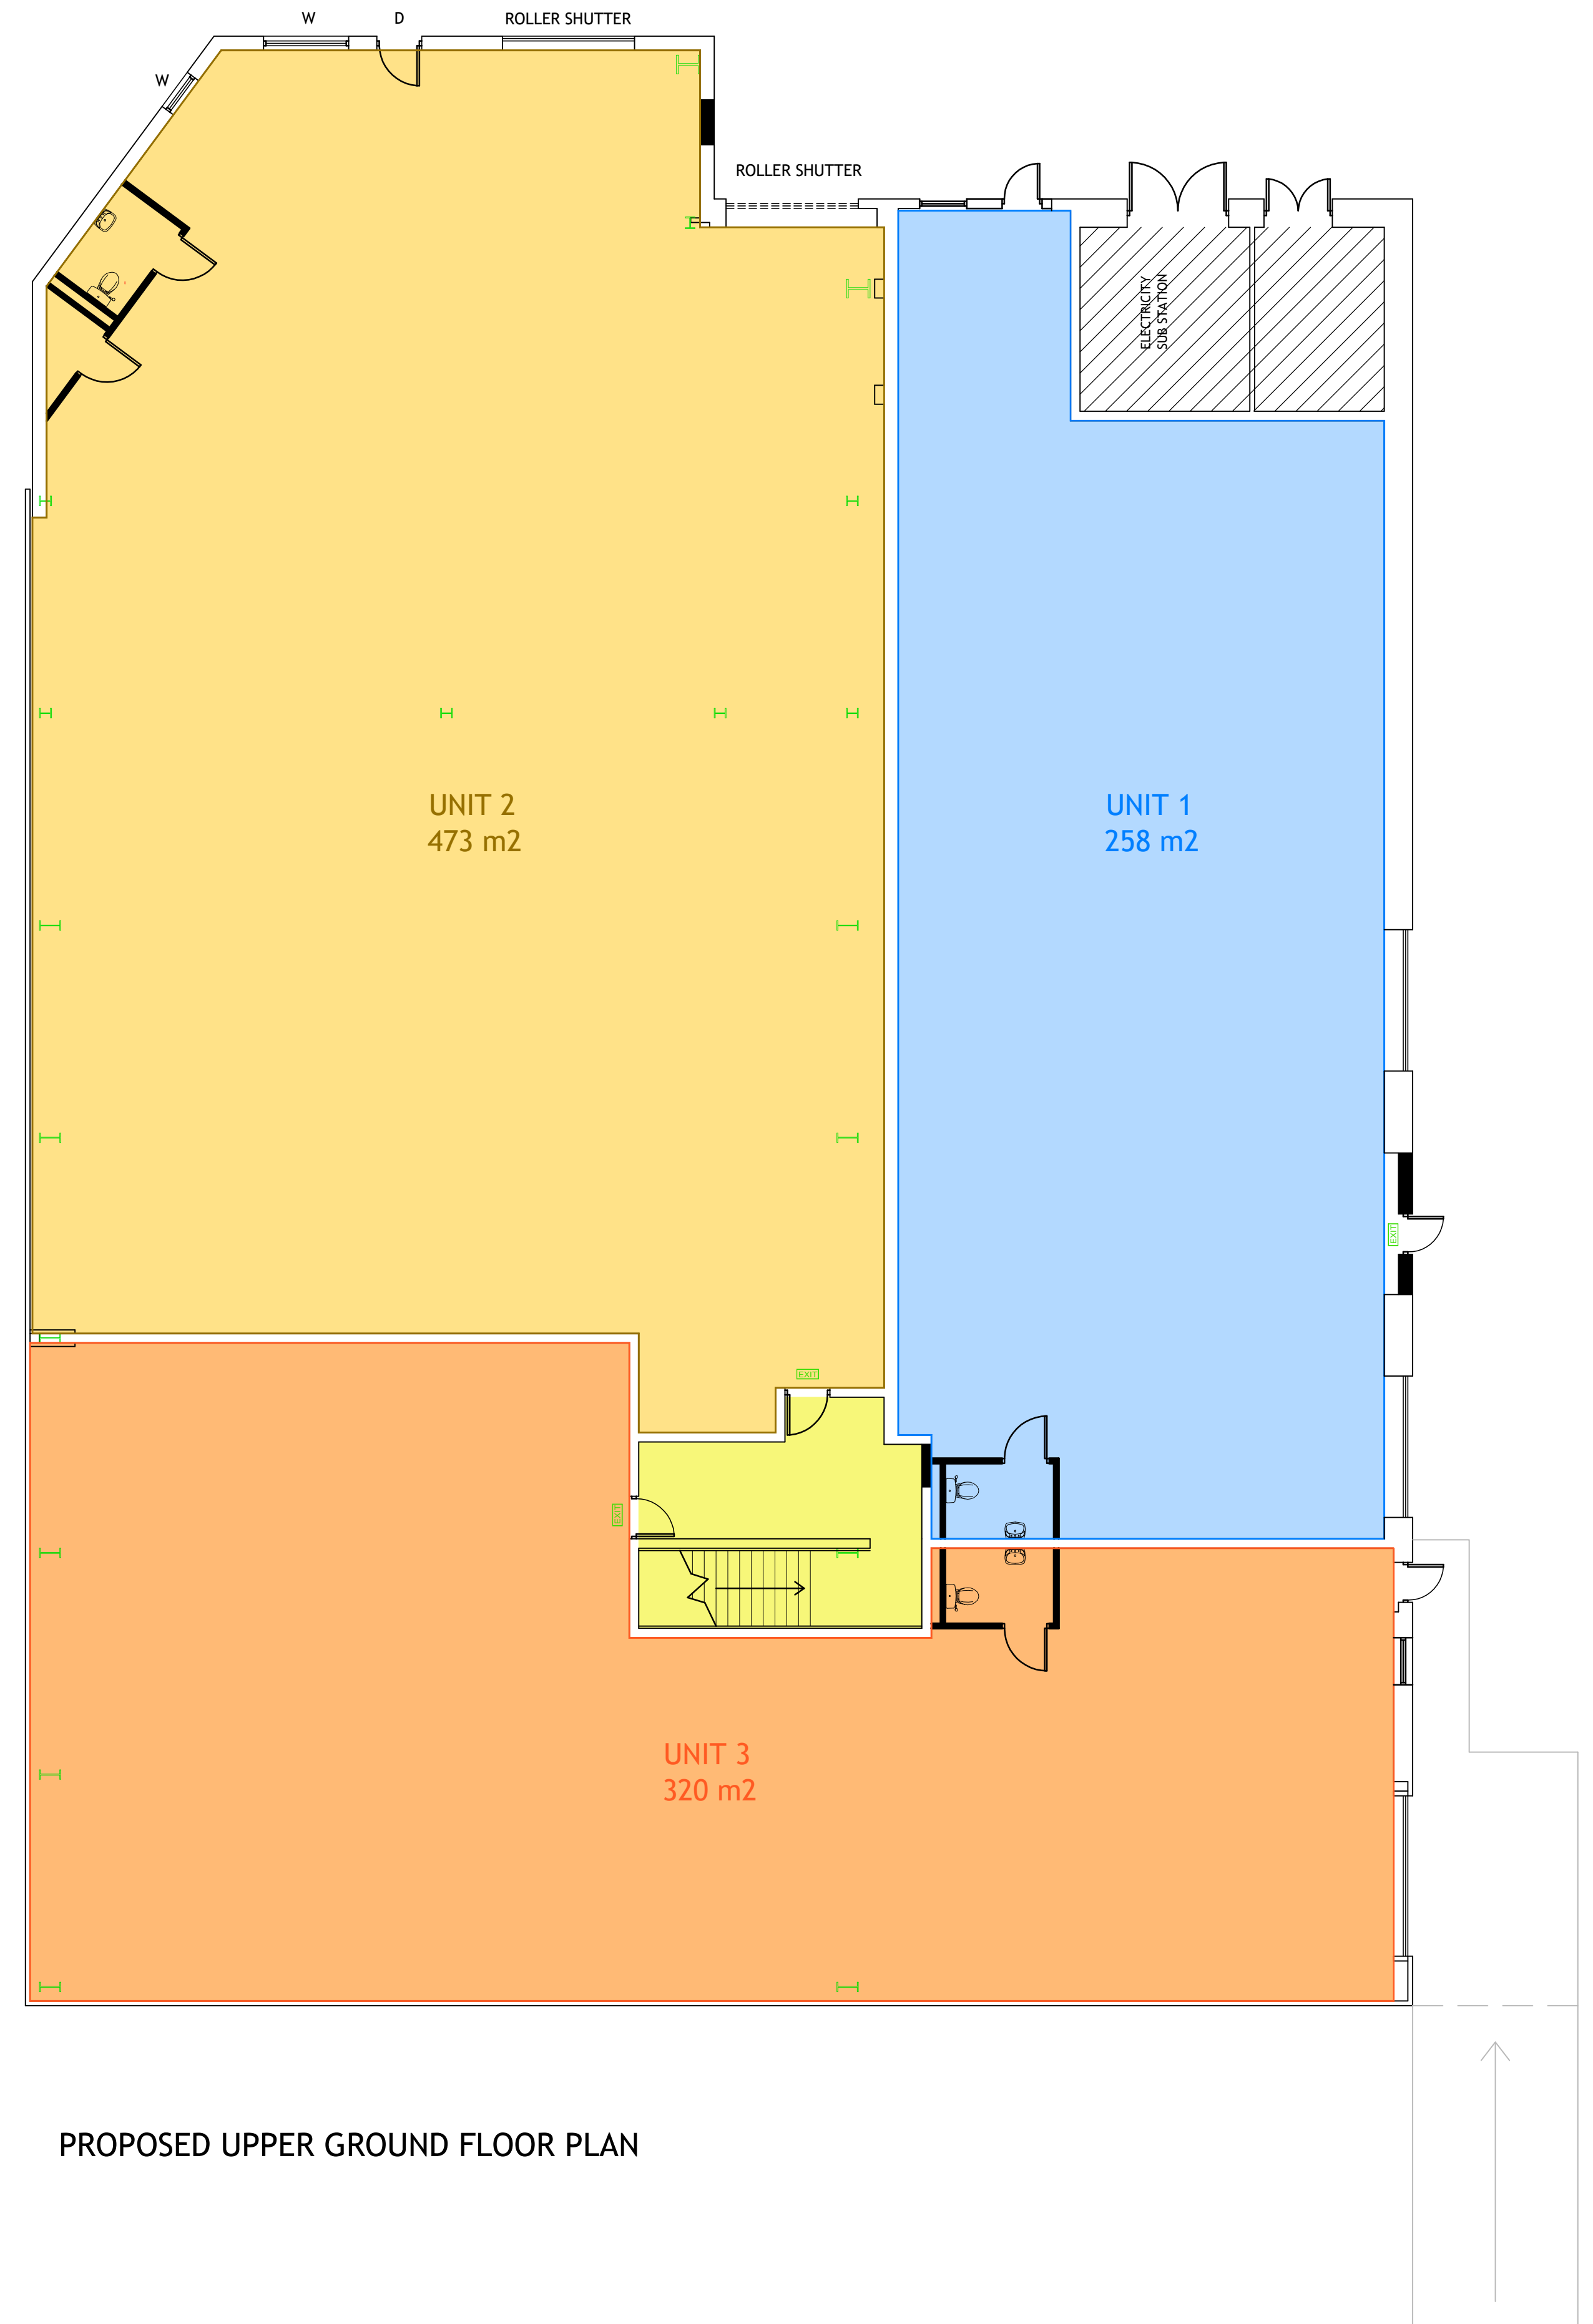 W
D
ROLLER SHUTTER
W
ROLLER SHUTTER
ELECTRICITY
SUB STATION
UNIT 2
473 m2
UNIT 1
258 m2
EXIT
EXIT
EXIT
UNIT 3
320 m2
PROPOSED UPPER GROUND FLOOR PLAN